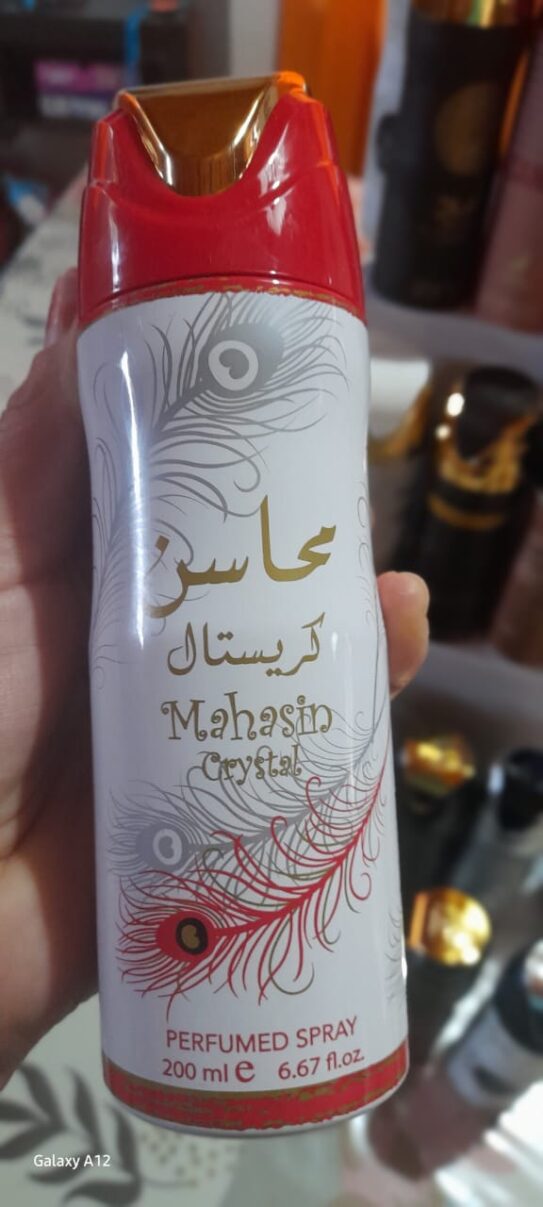 محاسن
كريستال
Mahasin
Crystal
PERFUMED SPRAY
200 ml e 6.67 fl.oz.
Galaxy A12